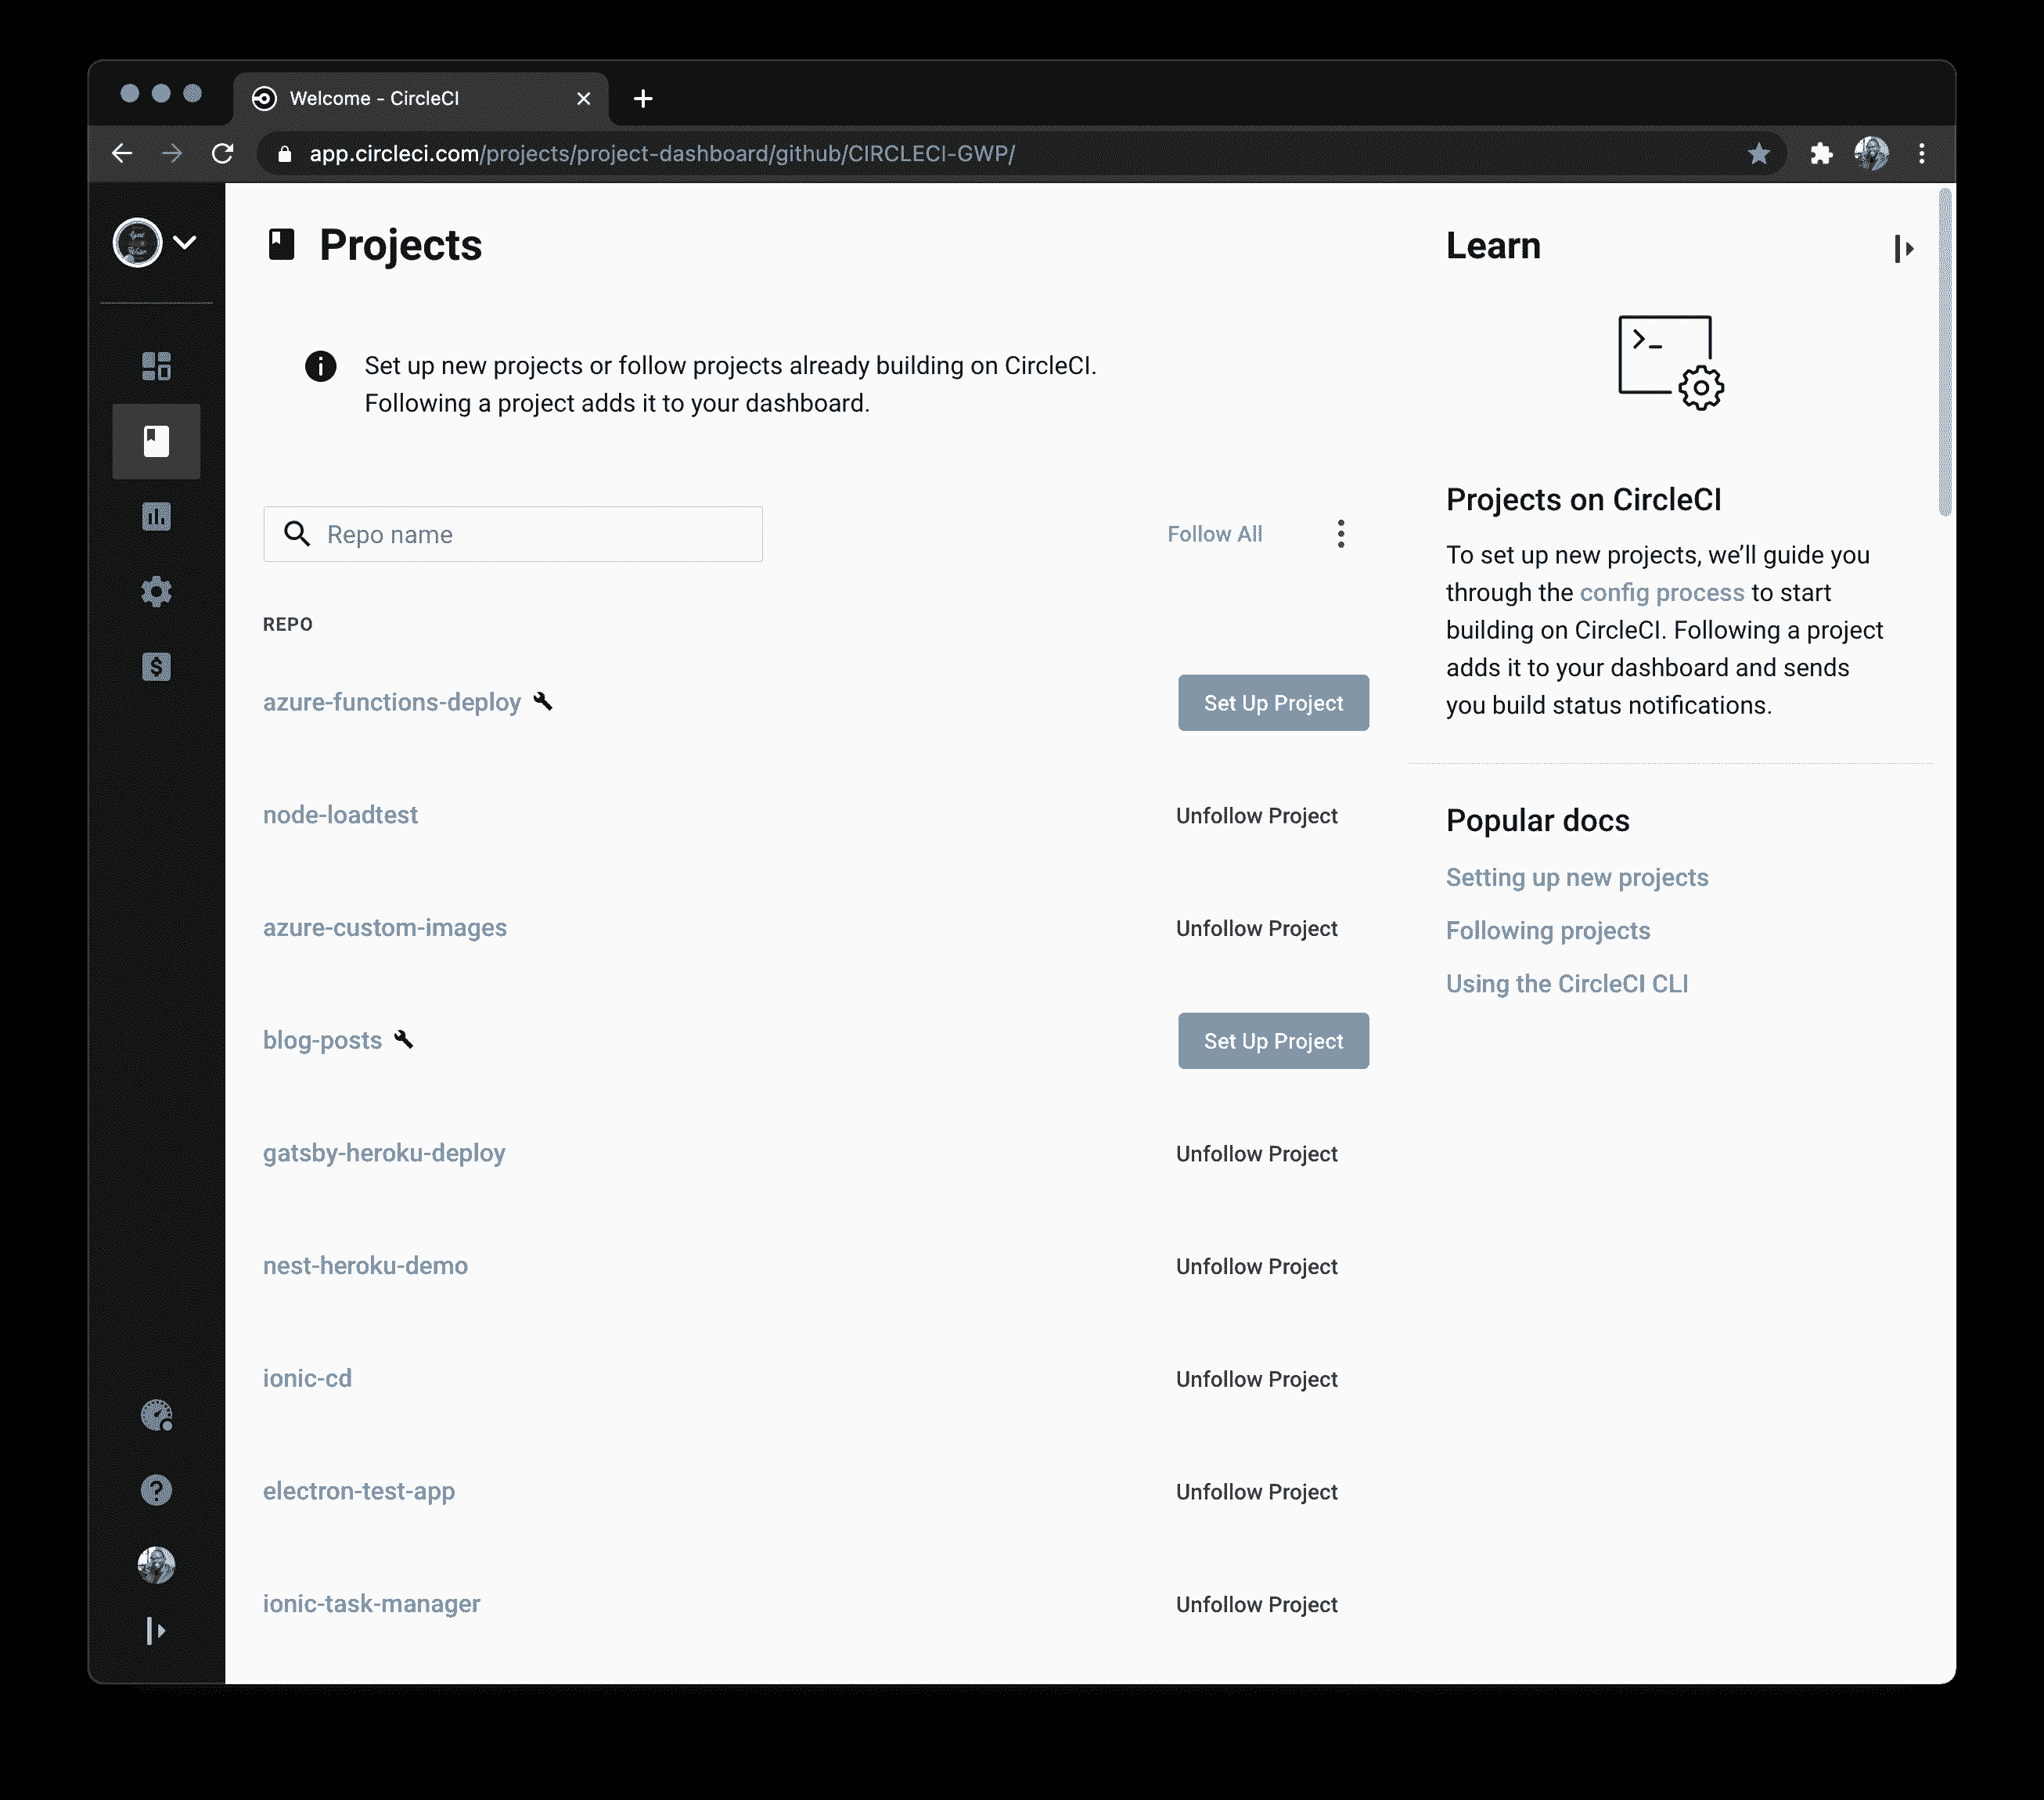 Welcome - CircleCI
app.circleci.com/projects/project-dashboard/github/CIRCLECI-GWP/
Projects
Set up new projects or follow projects already building on CircleCI.
Following a project adds it to your dashboard.
Repo name
Follow All
REPO
azure-functions-deploy
Set Up Project
node-loadtest
Unfollow Project
azure-custom-images
Unfollow Project
blog-posts
Set Up Project
gatsby-heroku-deploy
Unfollow Project
nest-heroku-demo
Unfollow Project
ionic-cd
Unfollow Project
electron-test-app
Unfollow Project
ionic-task-manager
Unfollow Project
Learn
Projects on CircleCI
To set up new projects, we’ll guide you
through the config process to start
building on CircleCI. Following a project
adds it to your dashboard and sends
you build status notifications.
Popular docs
Setting up new projects
Following projects
Using the CircleCI CLI